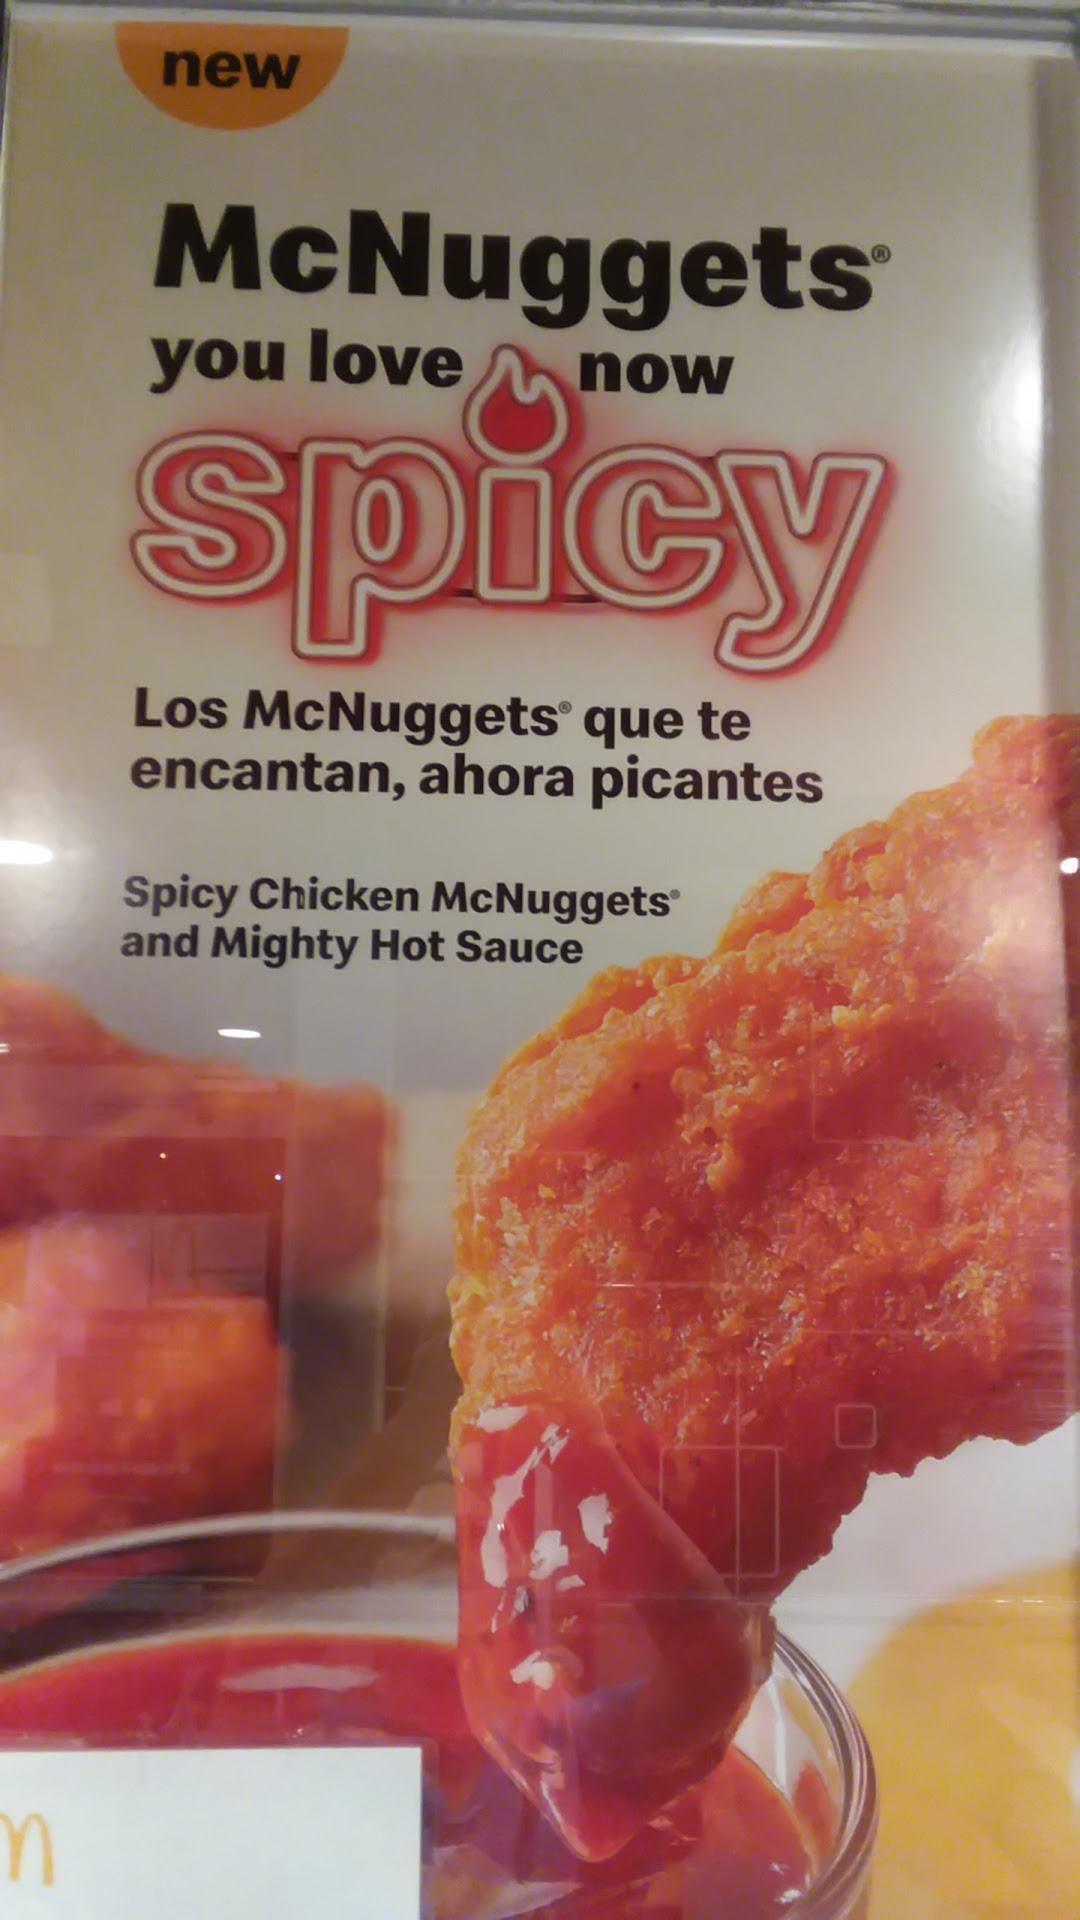 new
McNuggets®
you love now
spicy
Los McNuggets® que te
encantan, ahora picantes
Spicy Chicken McNuggets®
and Mighty Hot Sauce
m